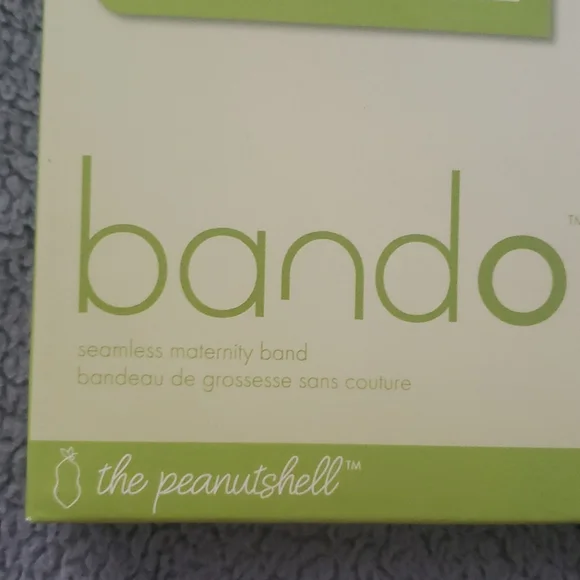 bando™
seamless maternity band
bandeau de grossesse sans couture
the peanutshell™